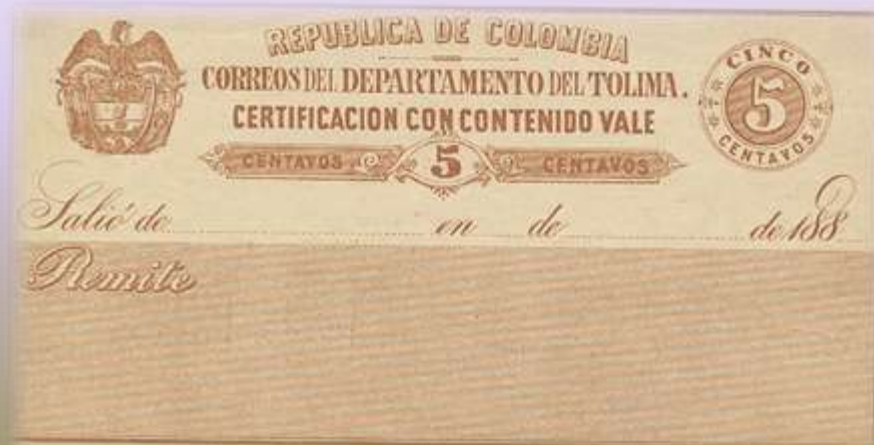 REPUBLICA DE COLOMBIA
CORREOS DEL DEPARTAMENTO DEL TOLIMA.
CERTIFICACION CON CONTENIDO VALE
CENTAVOS 5 CENTAVOS
CINCO
5
CENTAVOS
Salió de en de de 188
Remite